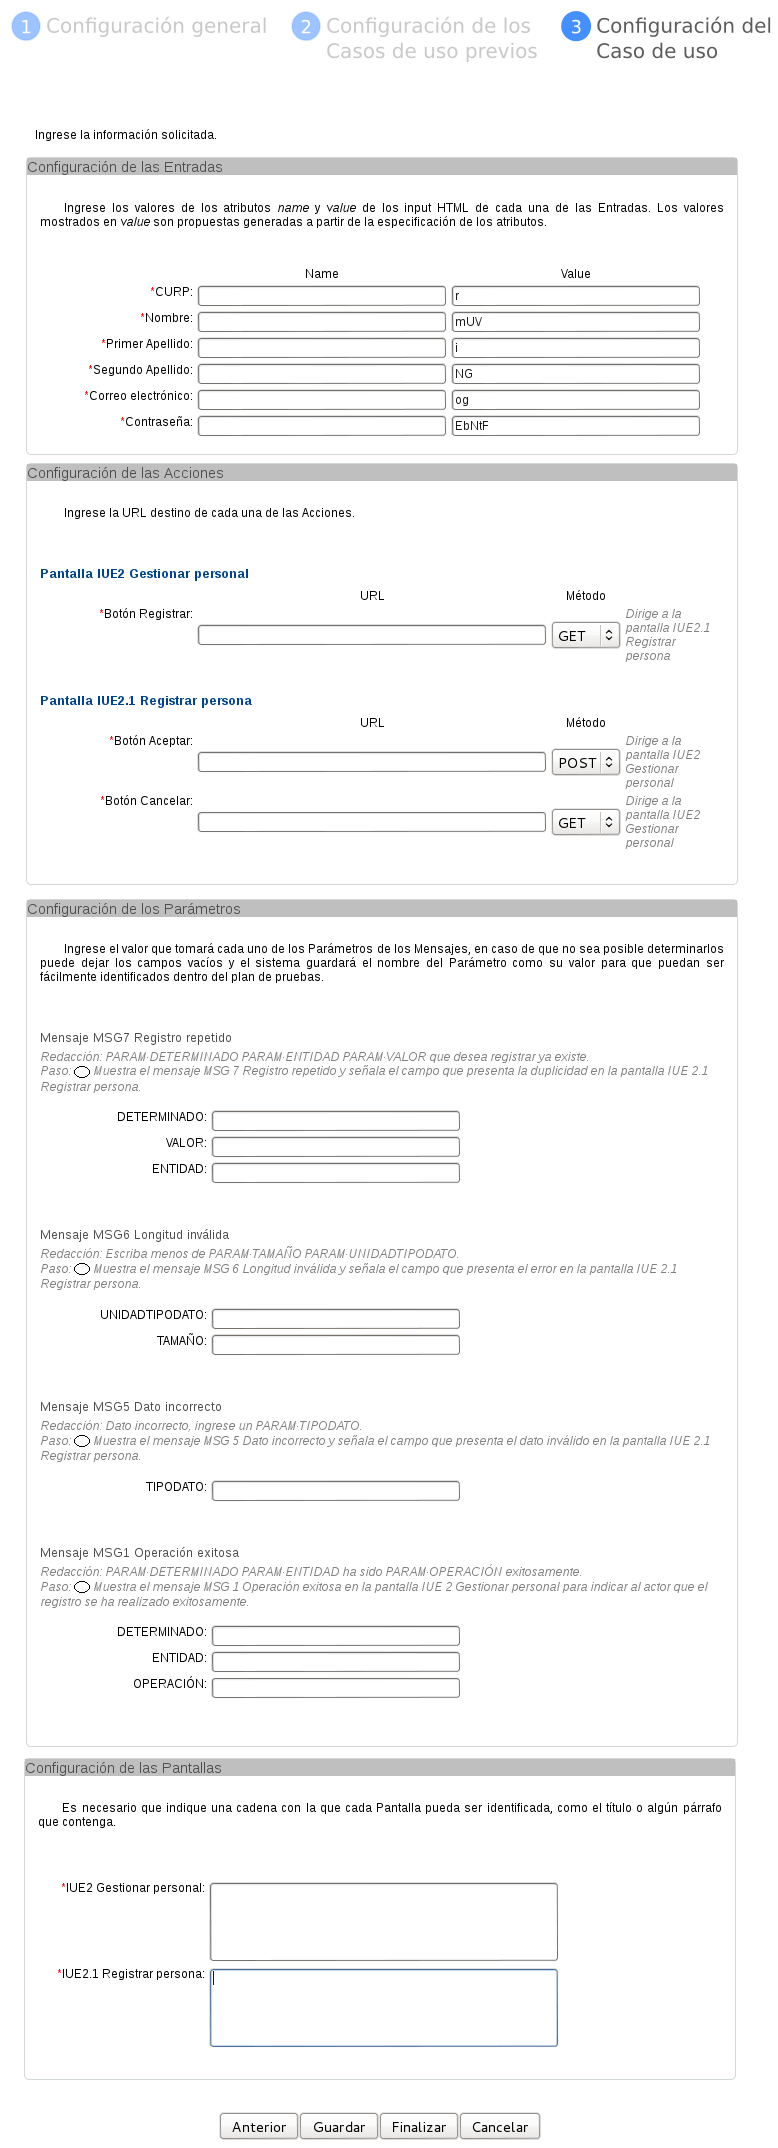 1 Configuración general
2 Configuración de los
Casos de uso previos
3 Configuración del
Caso de uso
Ingrese la información solicitada.
Configuración de las Entradas
Ingrese los valores de los atributos name y value de los input HTML de cada una de las Entradas. Los valores
mostrados en value son propuestas generadas a partir de la especificación de los atributos.
Name Value
*CURP: r
*Nombre: mUV
*Primer Apellido: i
*Segundo Apellido: NG
*Correo electrónico: og
*Contraseña: EbNtF
Configuración de las Acciones
Ingrese la URL destino de cada una de las Acciones.
Pantalla IUE2 Gestionar personal
URL Método
*Botón Registrar: GET
Dirige a la
pantalla IUE2.1
Registrar
persona
Pantalla IUE2.1 Registrar persona
URL Método
*Botón Aceptar: POST
Dirige a la
pantalla IUE2
Gestionar
personal
*Botón Cancelar: GET
Dirige a la
pantalla IUE2
Gestionar
personal
Configuración de los Parámetros
Ingrese el valor que tomará cada uno de los Parámetros de los Mensajes, en caso de que no sea posible determinarlos
puede dejar los campos vacíos y el sistema guardará el nombre del Parámetro como su valor para que puedan ser
fácilmente identificados dentro del plan de pruebas.
Mensaje MSG7 Registro repetido
Redacción: PARAM·DETERMINADO PARAM·ENTIDAD PARAM·VALOR que desea registrar ya existe.
Paso: Muestra el mensaje MSG 7 Registro repetido y señala el campo que presenta la duplicidad en la pantalla IUE 2.1
Registrar persona.
DETERMINADO:
VALOR:
ENTIDAD:
Mensaje MSG6 Longitud inválida
Redacción: Escriba menos de PARAM·TAMAÑO PARAM·UNIDADTIPODATO.
Paso: Muestra el mensaje MSG 6 Longitud inválida y señala el campo que presenta el error en la pantalla IUE 2.1
Registrar persona.
UNIDADTIPODATO:
TAMAÑO:
Mensaje MSG5 Dato incorrecto
Redacción: Dato incorrecto, ingrese un PARAM·TIPODATO.
Paso: Muestra el mensaje MSG 5 Dato incorrecto y señala el campo que presenta el dato inválido en la pantalla IUE 2.1
Registrar persona.
TIPODATO:
Mensaje MSG1 Operación exitosa
Redacción: PARAM·DETERMINADO PARAM·ENTIDAD ha sido PARAM·OPERACIÓN exitosamente.
Paso: Muestra el mensaje MSG 1 Operación exitosa en la pantalla IUE 2 Gestionar personal para indicar al actor que el
registro se ha realizado exitosamente.
DETERMINADO:
ENTIDAD:
OPERACIÓN:
Configuración de las Pantallas
Es necesario que indique una cadena con la que cada Pantalla pueda ser identificada, como el título o algún párrafo
que contenga.
*IUE2 Gestionar personal:
*IUE2.1 Registrar persona:
Anterior Guardar Finalizar Cancelar